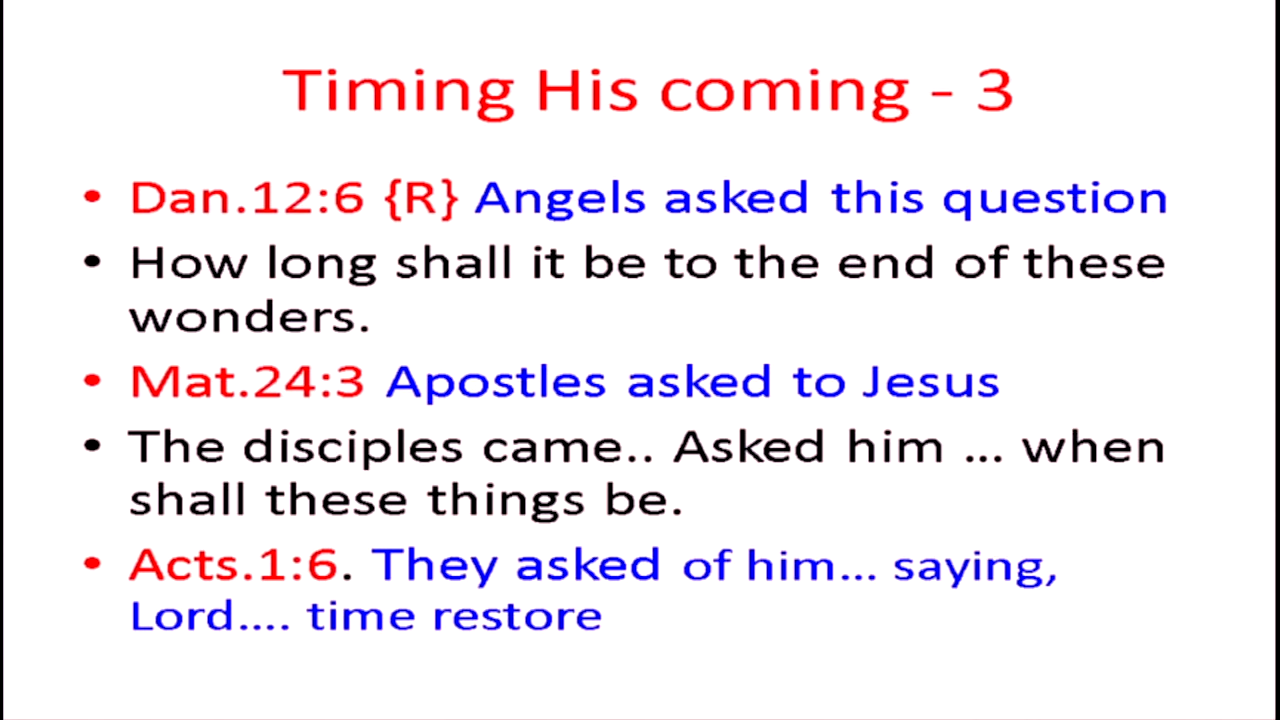 Timing His coming - 3
• Dan.12:6 {R} Angels asked this question
• How long shall it be to the end of these
wonders.
• Mat.24:3 Apostles asked to Jesus
• The disciples came.. Asked him ... when
shall these things be.
• Acts.1:6. They asked of him... saying,
Lord.... time restore